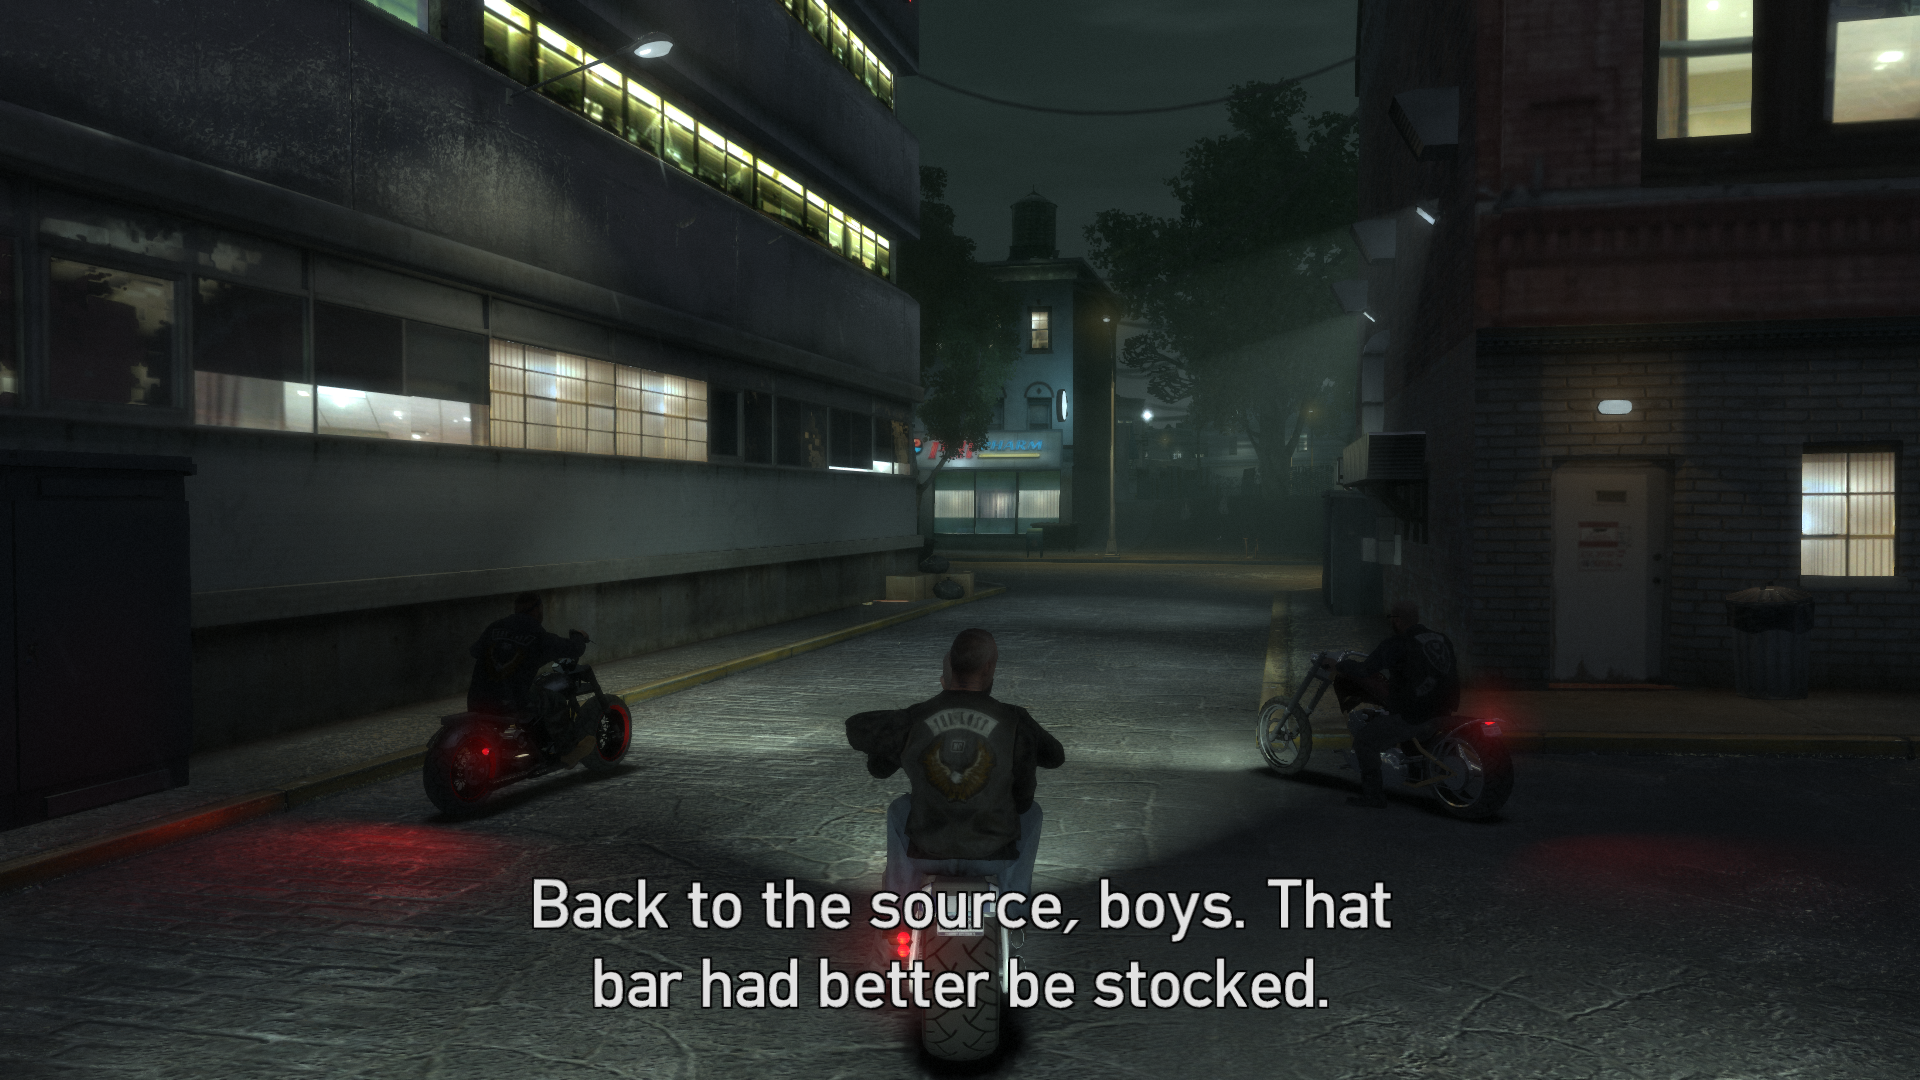 Back to the source, boys. That
bar had better be stocked.